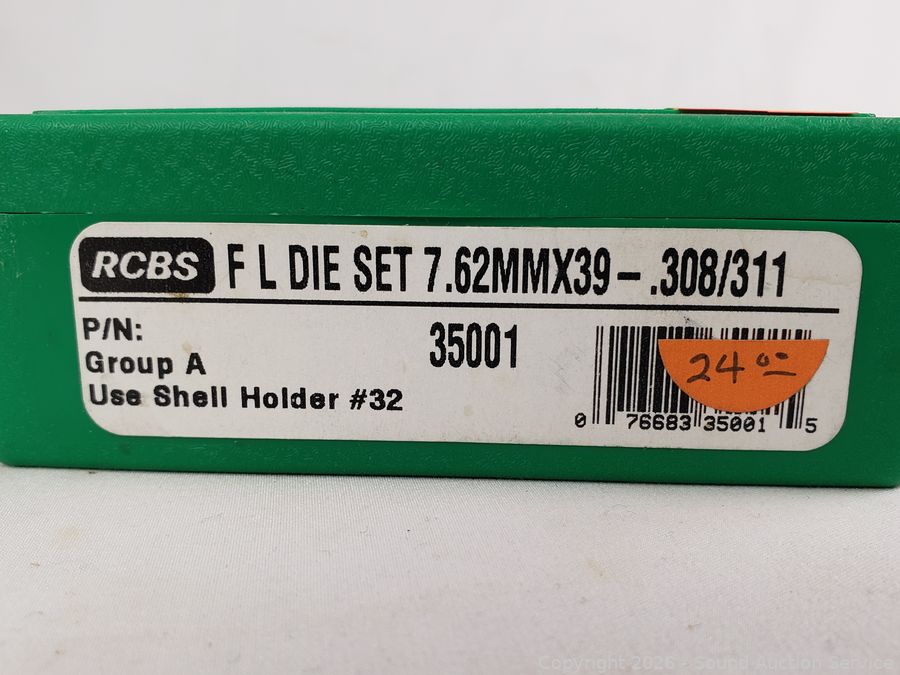 RCBS F L DIE SET 7.62MMX39 - .308/311
P/N: 35001
Group A
Use Shell Holder #32
24.00
0 76683 35001 5
Copyright 2026 - Sound Auction Service